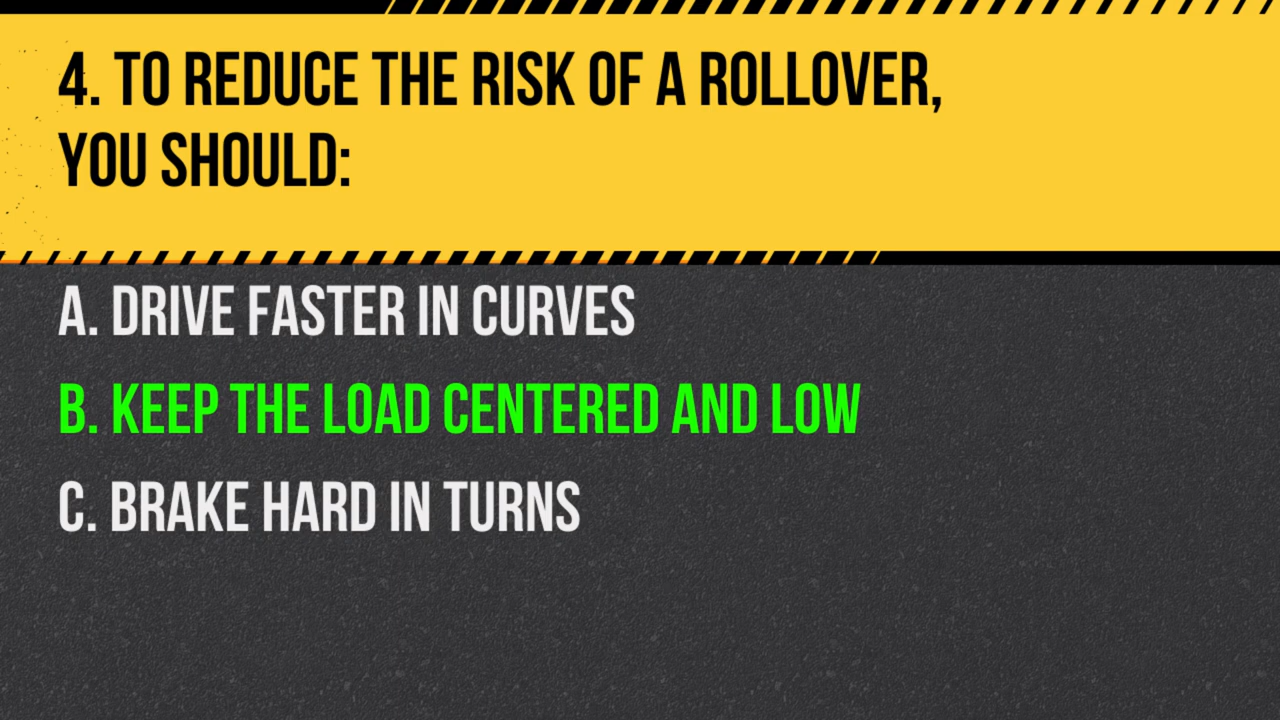 4. TO REDUCE THE RISK OF A ROLLOVER,
YOU SHOULD:
A. DRIVE FASTER IN CURVES
B. KEEP THE LOAD CENTERED AND LOW
C. BRAKE HARD IN TURNS